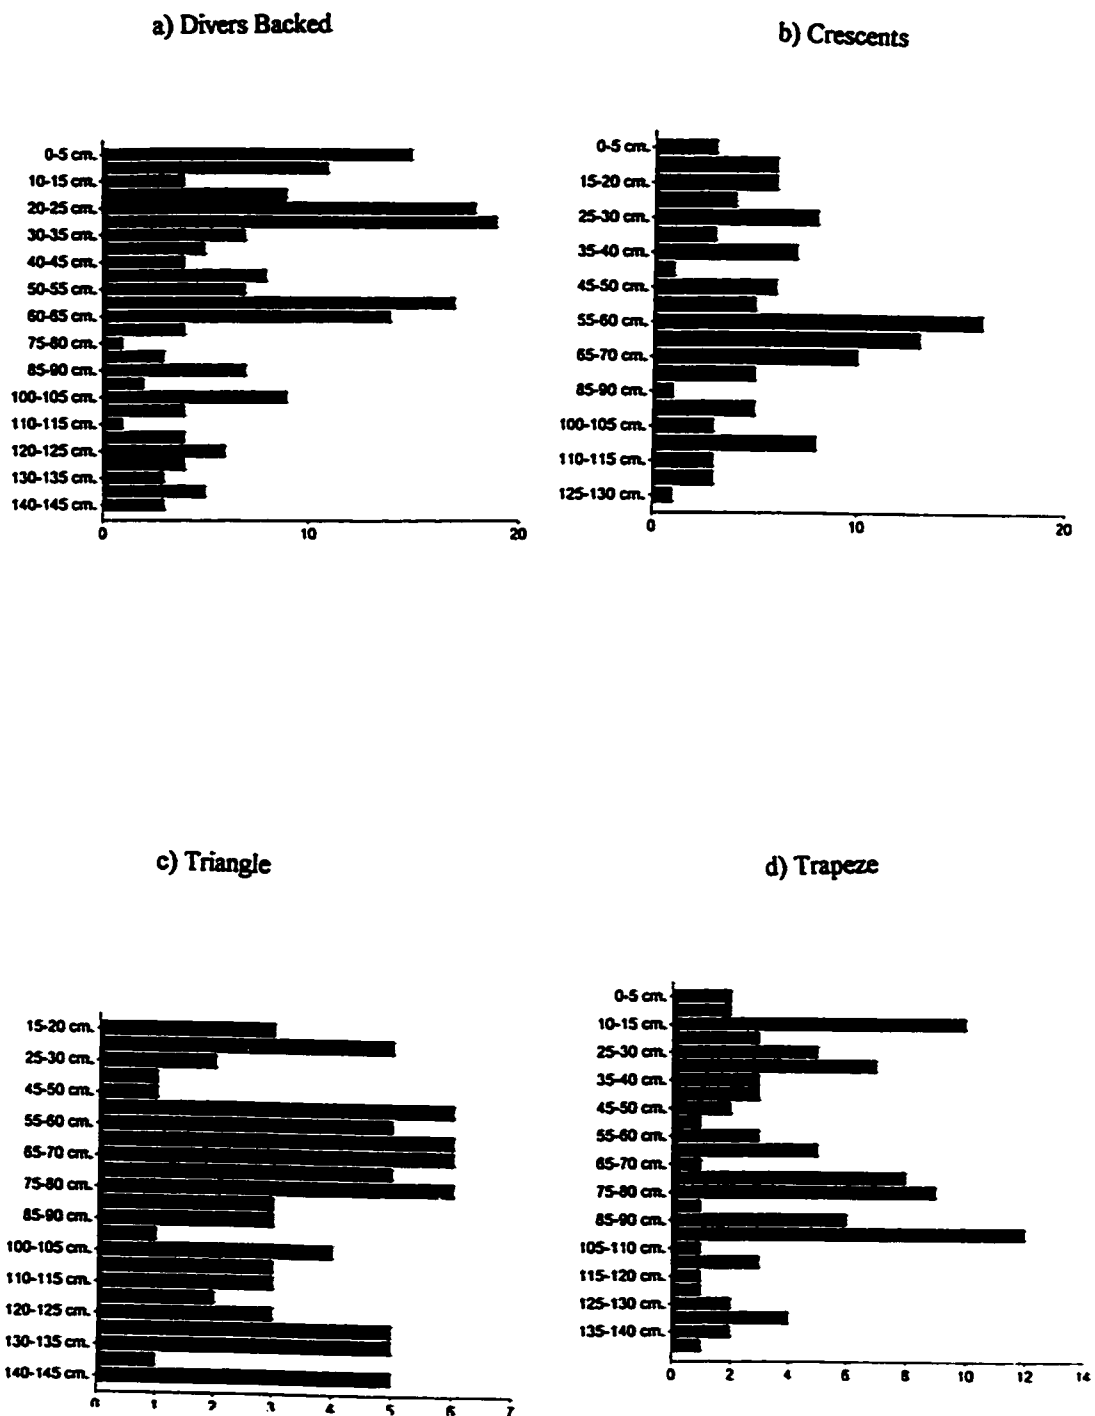 a) Divers Backed
b) Crescents
0-5 cm.
10-15 cm.
20-25 cm.
30-35 cm.
40-45 cm.
50-55 cm.
60-65 cm.
75-80 cm.
85-90 cm.
100-105 cm.
110-115 cm.
120-125 cm.
130-135 cm.
140-145 cm.
0 10 20
0-5 cm.
15-20 cm.
25-30 cm.
35-40 cm.
45-50 cm.
55-60 cm.
65-70 cm.
85-90 cm.
100-105 cm.
110-115 cm.
125-130 cm.
0 10 20
c) Triangle
d) Trapeze
15-20 cm.
25-30 cm.
45-50 cm.
55-60 cm.
65-70 cm.
75-80 cm.
85-90 cm.
100-105 cm.
110-115 cm.
120-125 cm.
130-135 cm.
140-145 cm.
0 1 2 3 4 5 6 7
0-5 cm.
10-15 cm.
25-30 cm.
35-40 cm.
45-50 cm.
55-60 cm.
65-70 cm.
75-80 cm.
85-90 cm.
105-110 cm.
115-120 cm.
125-130 cm.
135-140 cm.
0 2 4 6 8 10 12 14